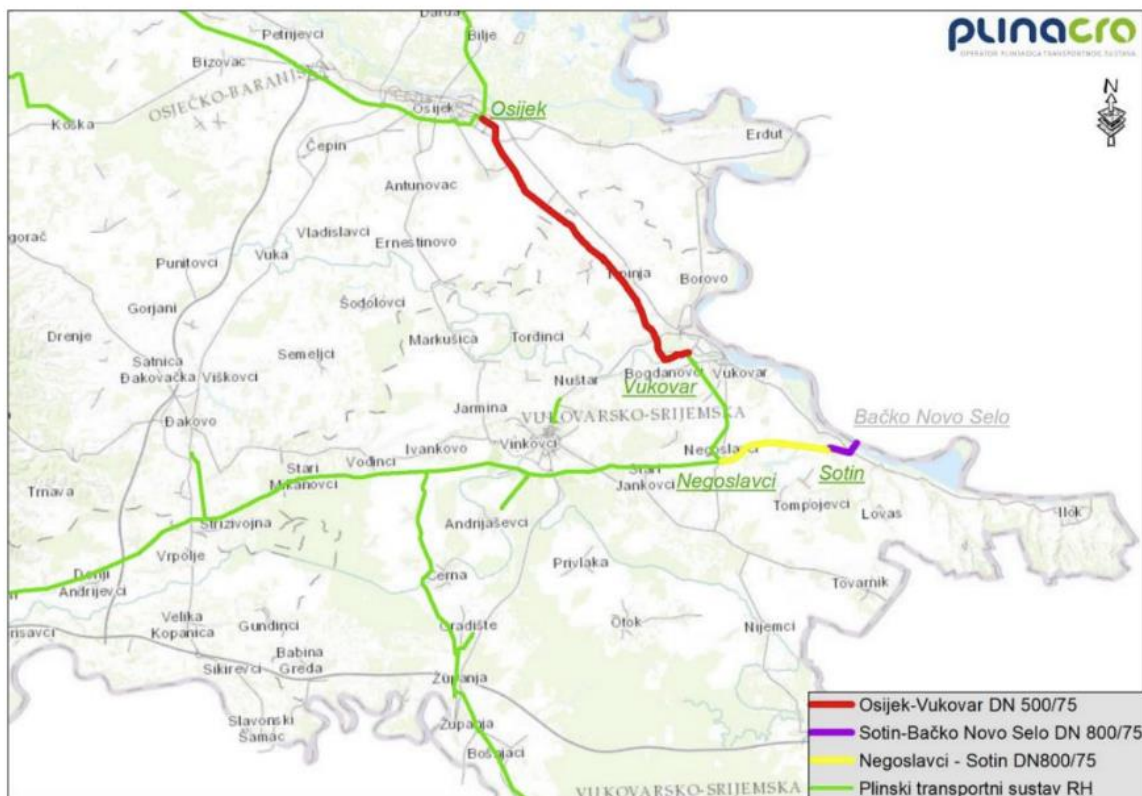 Darda
Petrijevci
Bilje
plinacro
OPERATOR PLINSKOGA TRANSPORTNOG SUSTAVA
Bizovac
OSJEČKO-BARANJSKA
N
Osijek
Osijek
Koška
Erdut
Čepin
Antunovac
Vladislavci
Ernestinovo
Vuka
Punitovci
Borovo
Šodolovci
Gorjani
Drenje
Markušica
Tordinci
Satnica
Semeljci
Đakovačka
Viškovci
Bogdanovci
Vukovar
Nuštar
Vukovar
Jarmina
VUKOVARSKO-SRIJEMSKA
Bačko Novo Selo
Đakovo
Vinkovci
Ivankovo
Negoslavci
Vođinci
Stari
Mikanovci
Stari
Jankovci
Negoslavci
Sotin
Trnava
Tompojevci
Lovas
Ilok
Andrijaševci
Strizivojna
Vrpolje
Privlaka
Cerna
Tovarnik
Donji
Andrijevci
Velika
Kopanica
Gundinci
Gradište
Otok
Nijemci
Babina
Greda
Sikirevci
Županja
Slavonski
Šamac
Županja
Bošnjaci
VUKOVARSKO-SRIJEMSKA
Osijek-Vukovar DN 500/75
Sotin-Bačko Novo Selo DN 800/75
Negoslavci - Sotin DN800/75
Plinski transportni sustav RH